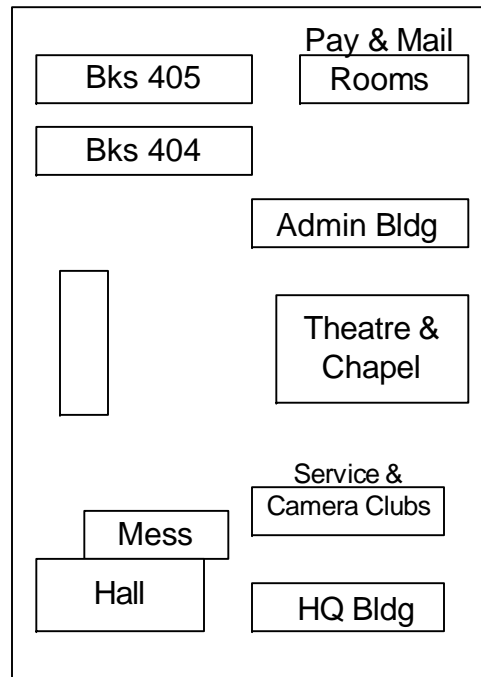 Pay & Mail
Bks 405
Rooms
Bks 404
Admin Bldg
Theatre &
Chapel
Service &
Camera Clubs
Mess
Hall
HQ Bldg